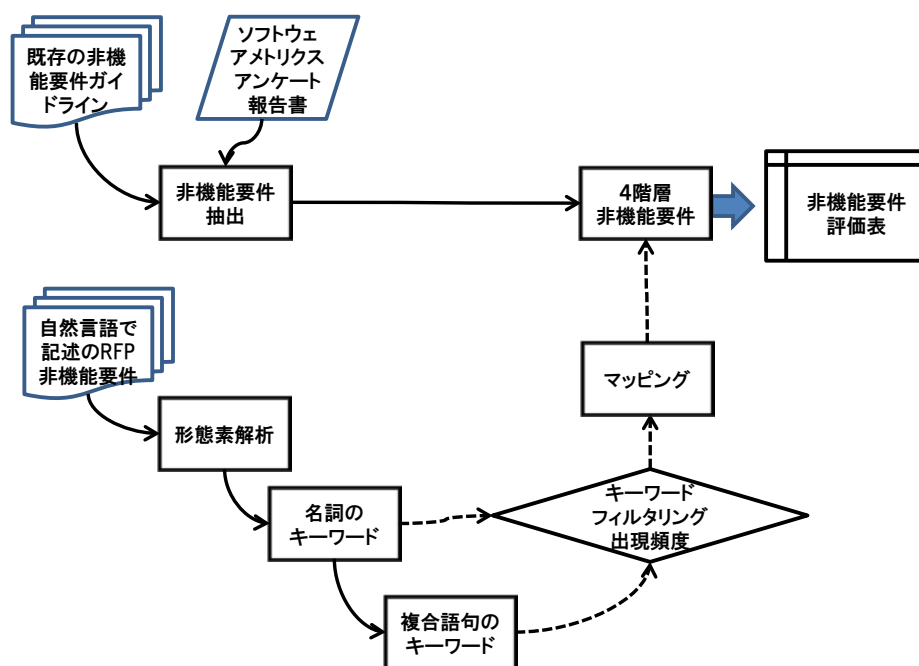 既存の非機
能要件ガイ
ドライン
ソフトウェ
アメトリクス
アンケート
報告書
非機能要件
抽出
4階層
非機能要件
非機能要件
評価表
自然言語で
記述のRFP
非機能要件
マッピング
形態素解析
名詞の
キーワード
キーワード
フィルタリング
出現頻度
複合語句の
キーワード